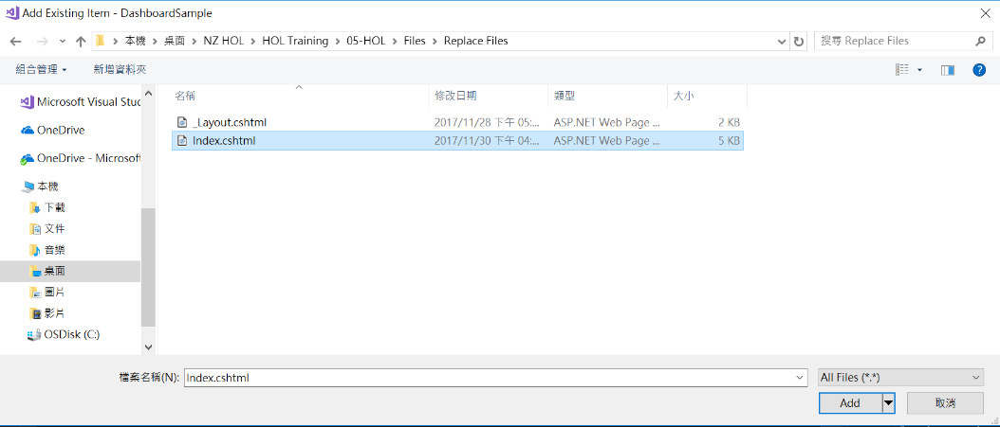 Add Existing Item - DashboardSample
本機 > 桌面 > NZ HOL > HOL Training > 05-HOL > Files > Replace Files
搜尋 Replace Files
組合管理 新增資料夾
名稱 修改日期 類型 大小
_Layout.cshtml 2017/11/28 下午 05:... ASP.NET Web Page ... 2 KB
Index.cshtml 2017/11/30 下午 04:... ASP.NET Web Page ... 5 KB
Microsoft Visual Stuc
OneDrive
OneDrive - Microsoft
本機
下載
文件
音樂
桌面
圖片
影片
OSDisk (C:)
檔案名稱(N): Index.cshtml All Files (*.*)
Add 取消